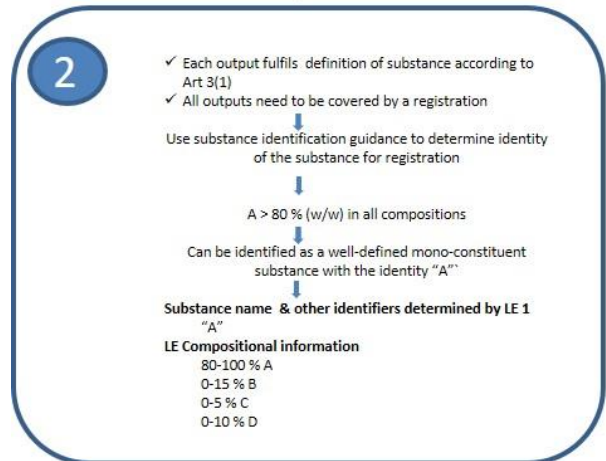 2
✓ Each output fulfils definition of substance according to
Art 3(1)
✓ All outputs need to be covered by a registration
Use substance identification guidance to determine identity
of the substance for registration
A > 80 % (w/w) in all compositions
Can be identified as a well-defined mono-constituent
substance with the identity “A”`
Substance name & other identifiers determined by LE 1
“A”
LE Compositional information
80-100 % A
0-15 % B
0-5 % C
0-10 % D